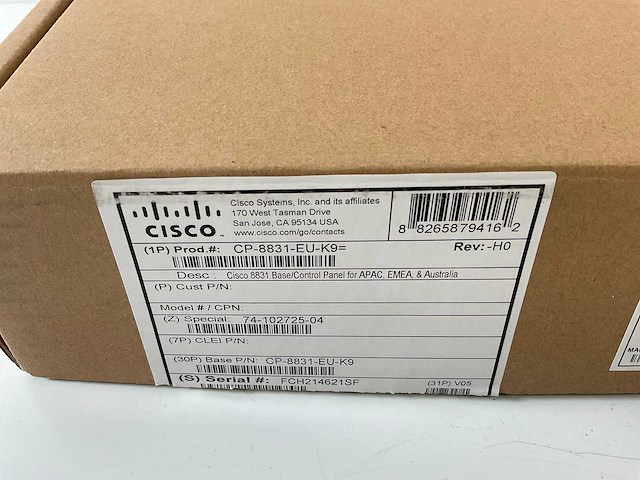 CISCO
Cisco Systems, Inc. and its affiliates
170 West Tasman Drive
San Jose, CA 95134 USA
www.cisco.com/go/contacts
8 82658 79416 2
(1P) Prod.#: CP-8831-EU-K9=
Rev: -H0
Desc : Cisco 8831 Base/Control Panel for APAC, EMEA, & Australia
(P) Cust P/N:
Model # / CPN:
(Z) Special: 74-102725-04
(7P) CLEI P/N:
(30P) Base P/N: CP-8831-EU-K9
(S) Serial #: FCH214621SF
(31P) V05